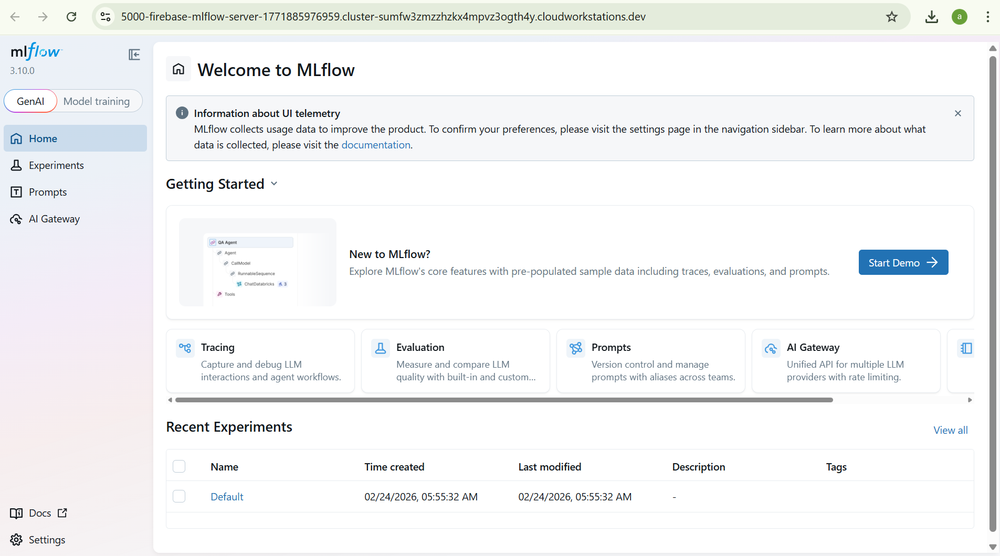 5000-firebase-mlflow-server-1771885976959.cluster-sumfw3zmzzhzkx4mpvz3ogth4y.cloudworkstations.dev
a
mlflow™
3.10.0
GenAI
Model training
Home
Experiments
Prompts
AI Gateway
Docs
Settings
Welcome to MLflow
Information about UI telemetry
MLflow collects usage data to improve the product. To confirm your preferences, please visit the settings page in the navigation sidebar. To learn more about what
data is collected, please visit the documentation.
Getting Started
QA Agent
Agent
CallModel
RunnableSequence
ChatDatabricks 3
Tools
New to MLflow?
Explore MLflow's core features with pre-populated sample data including traces, evaluations, and prompts.
Start Demo
Tracing
Capture and debug LLM
interactions and agent workflows.
Evaluation
Measure and compare LLM
quality with built-in and custom...
Prompts
Version control and manage
prompts with aliases across teams.
AI Gateway
Unified API for multiple LLM
providers with rate limiting.
Recent Experiments
View all
Name Time created Last modified Description Tags
Default 02/24/2026, 05:55:32 AM 02/24/2026, 05:55:32 AM -